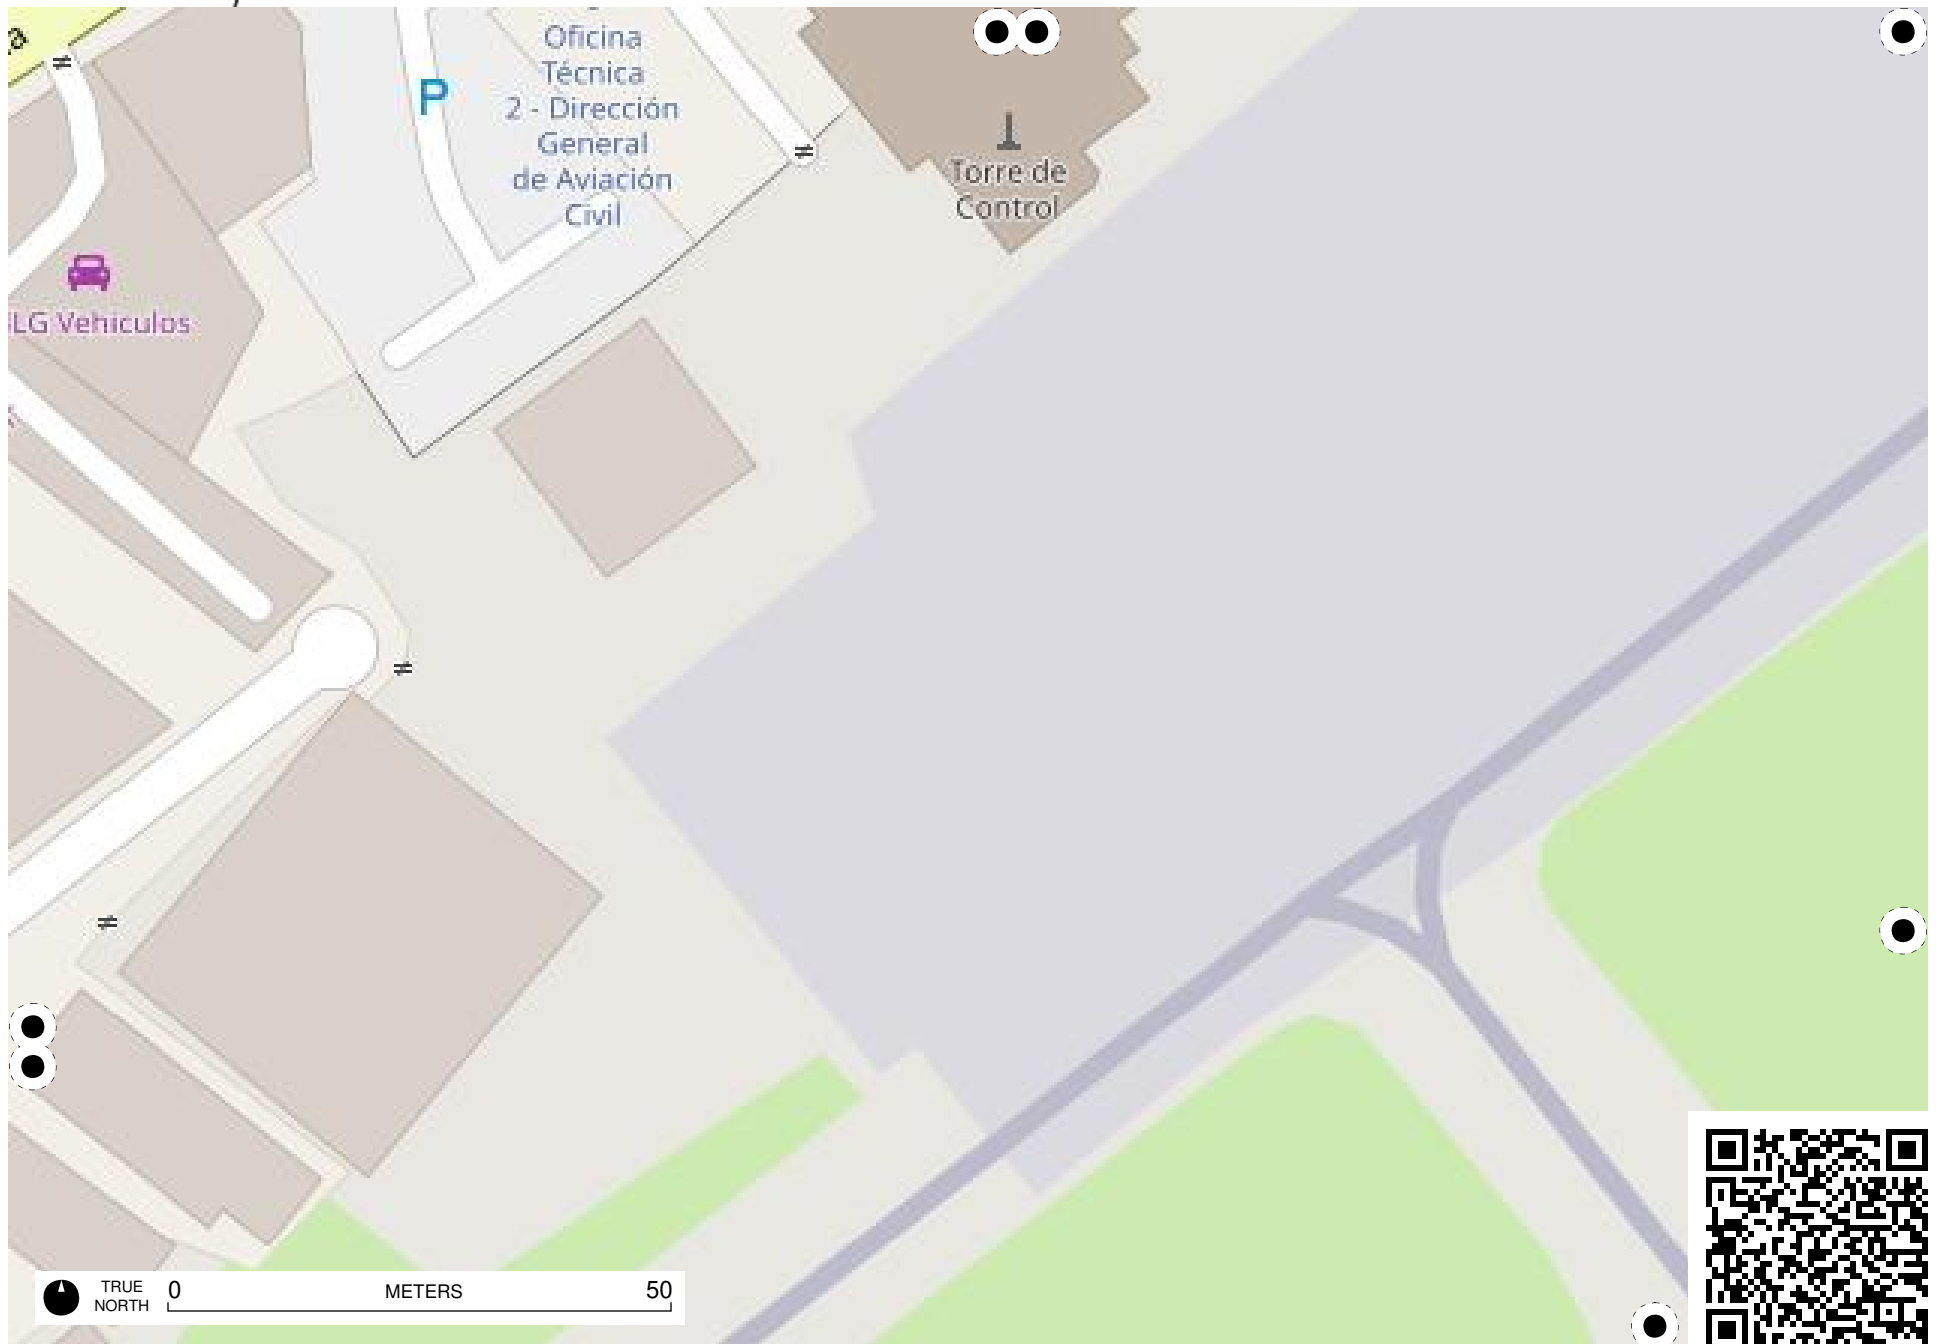 Oficina
Técnica
2 - Dirección
General
de Aviación
Civil
P
Torre de
Control
LG Vehiculos
TRUE
NORTH
0
METERS
50